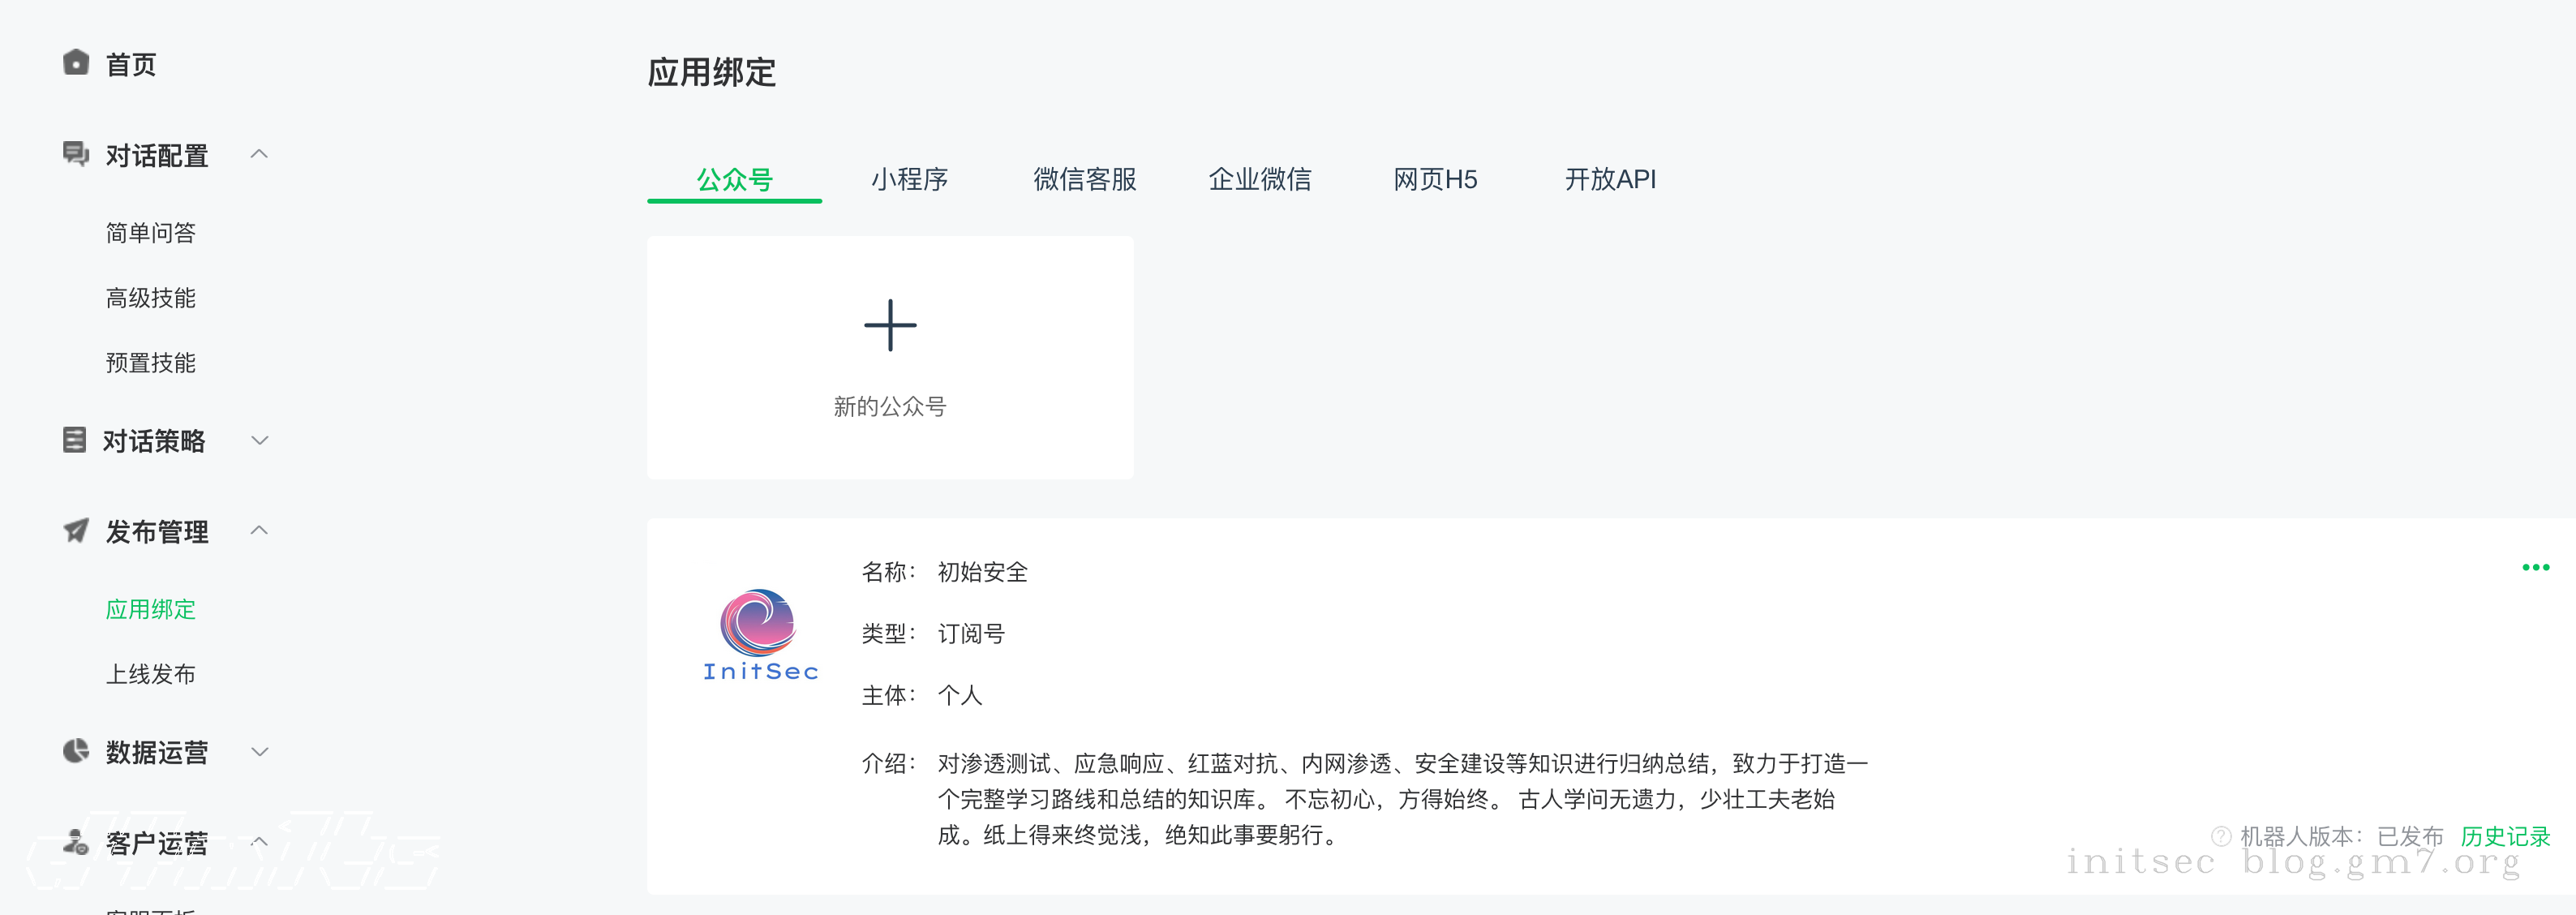 首页
对话配置
简单问答
高级技能
预置技能
对话策略
发布管理
应用绑定
上线发布
数据运营
客户运营
应用绑定
公众号 小程序 微信客服 企业微信 网页H5 开放API
新的公众号
InitSec
名称： 初始安全
类型： 订阅号
主体： 个人
介绍： 对渗透测试、应急响应、红蓝对抗、内网渗透、安全建设等知识进行归纳总结，致力于打造一
个完整学习路线和总结的知识库。 不忘初心，方得始终。 古人学问无遗力，少壮工夫老始
成。纸上得来终觉浅，绝知此事要躬行。
机器人版本：已发布 历史记录
initsec blog.gm7.org